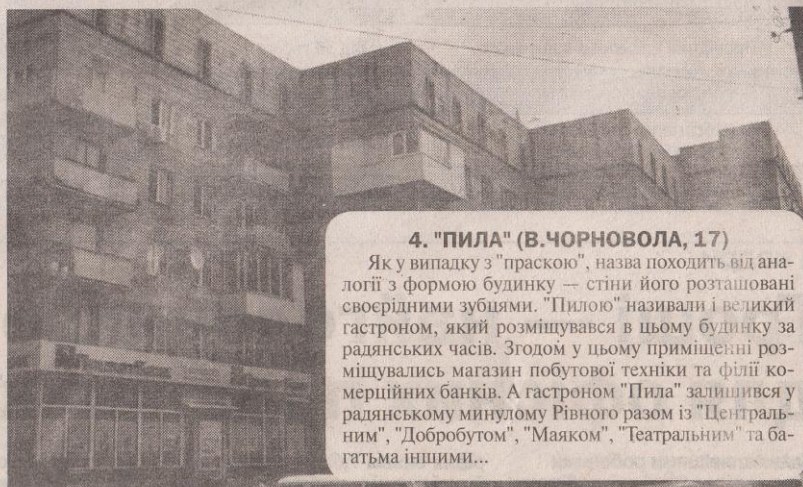 4. "ПИЛА" (В.ЧОРНОВОЛА, 17)
Як у випадку з "праскою", назва походить від ана-
логії з формою будинку — стіни його розташовані
своєрідними зубцями. "Пилою" називали і великий
гастроном, який розміщувався в цьому будинку за
радянських часів. Згодом у цьому приміщенні роз-
міщувались магазин побутової техніки та філії ко-
мерційних банків. А гастроном "Пила" залишився у
радянському минулому Рівного разом із "Централь-
ним", "Добробутом", "Маяком", "Театральним" та ба-
гатьма іншими...